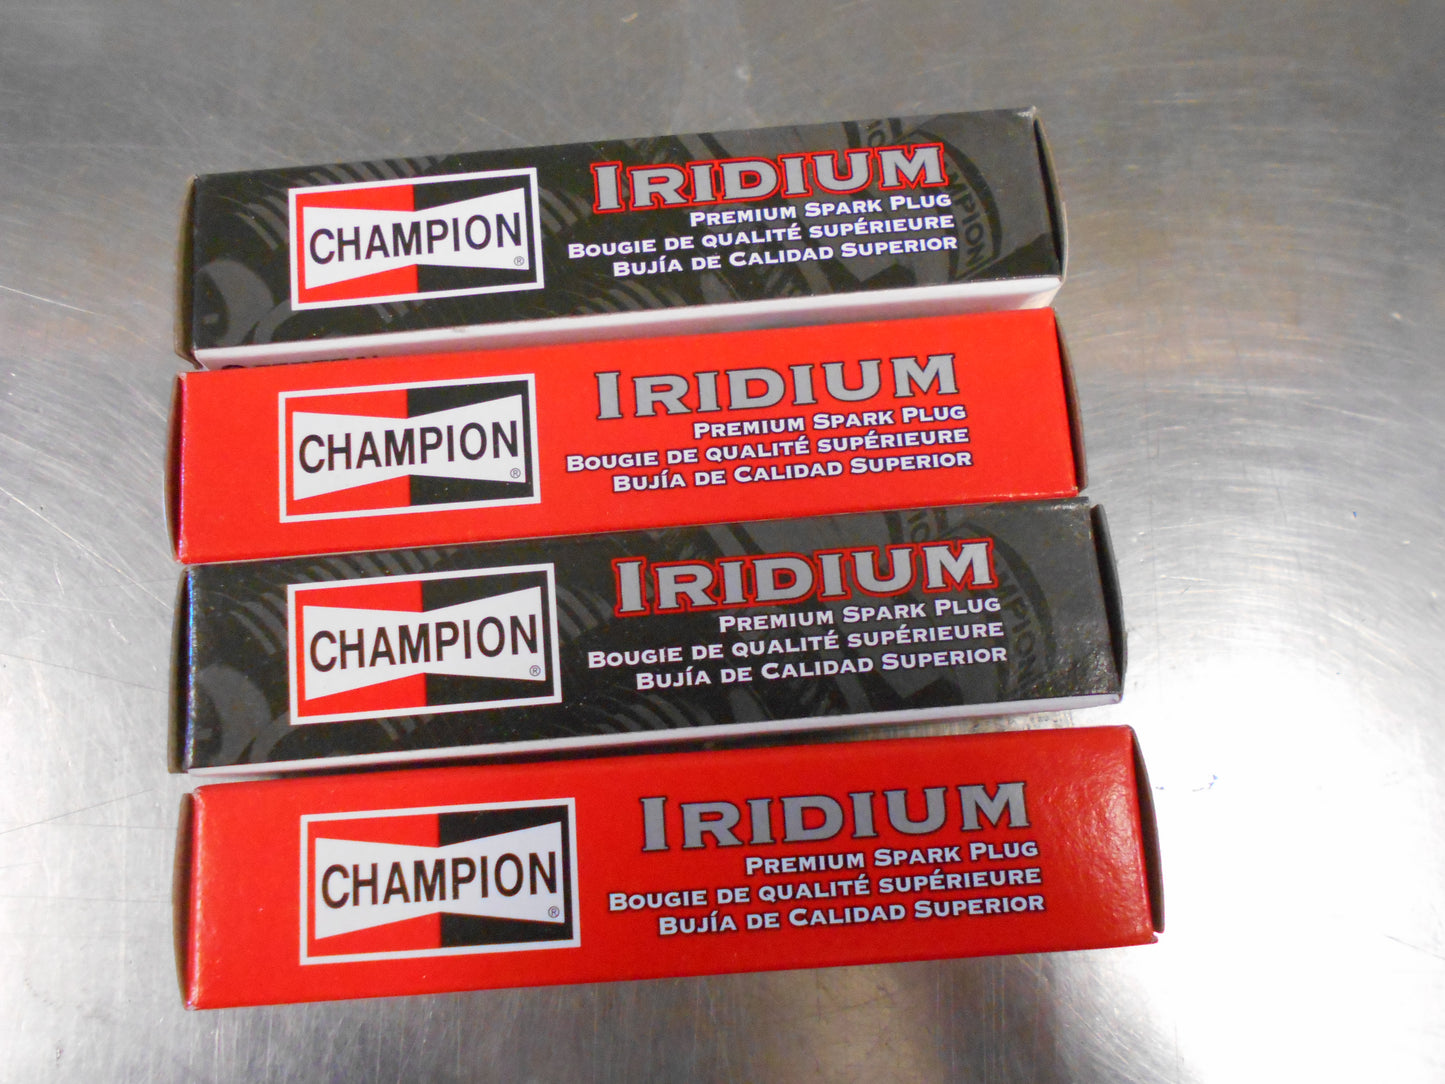 CHAMPION
®
IRIDIUM
PREMIUM SPARK PLUG
BOUGIE DE QUALITÉ SUPÉRIEURE
BUJÍA DE CALIDAD SUPERIOR
MPION
CHAMPION
®
IRIDIUM
PREMIUM SPARK PLUG
BOUGIE DE QUALITÉ SUPÉRIEURE
BUJÍA DE CALIDAD SUPERIOR
CHAMPION
®
IRIDIUM
PREMIUM SPARK PLUG
BOUGIE DE QUALITÉ SUPÉRIEURE
BUJÍA DE CALIDAD SUPERIOR
MPION
CHAMPION
®
IRIDIUM
PREMIUM SPARK PLUG
BOUGIE DE QUALITÉ SUPÉRIEURE
BUJÍA DE CALIDAD SUPERIOR